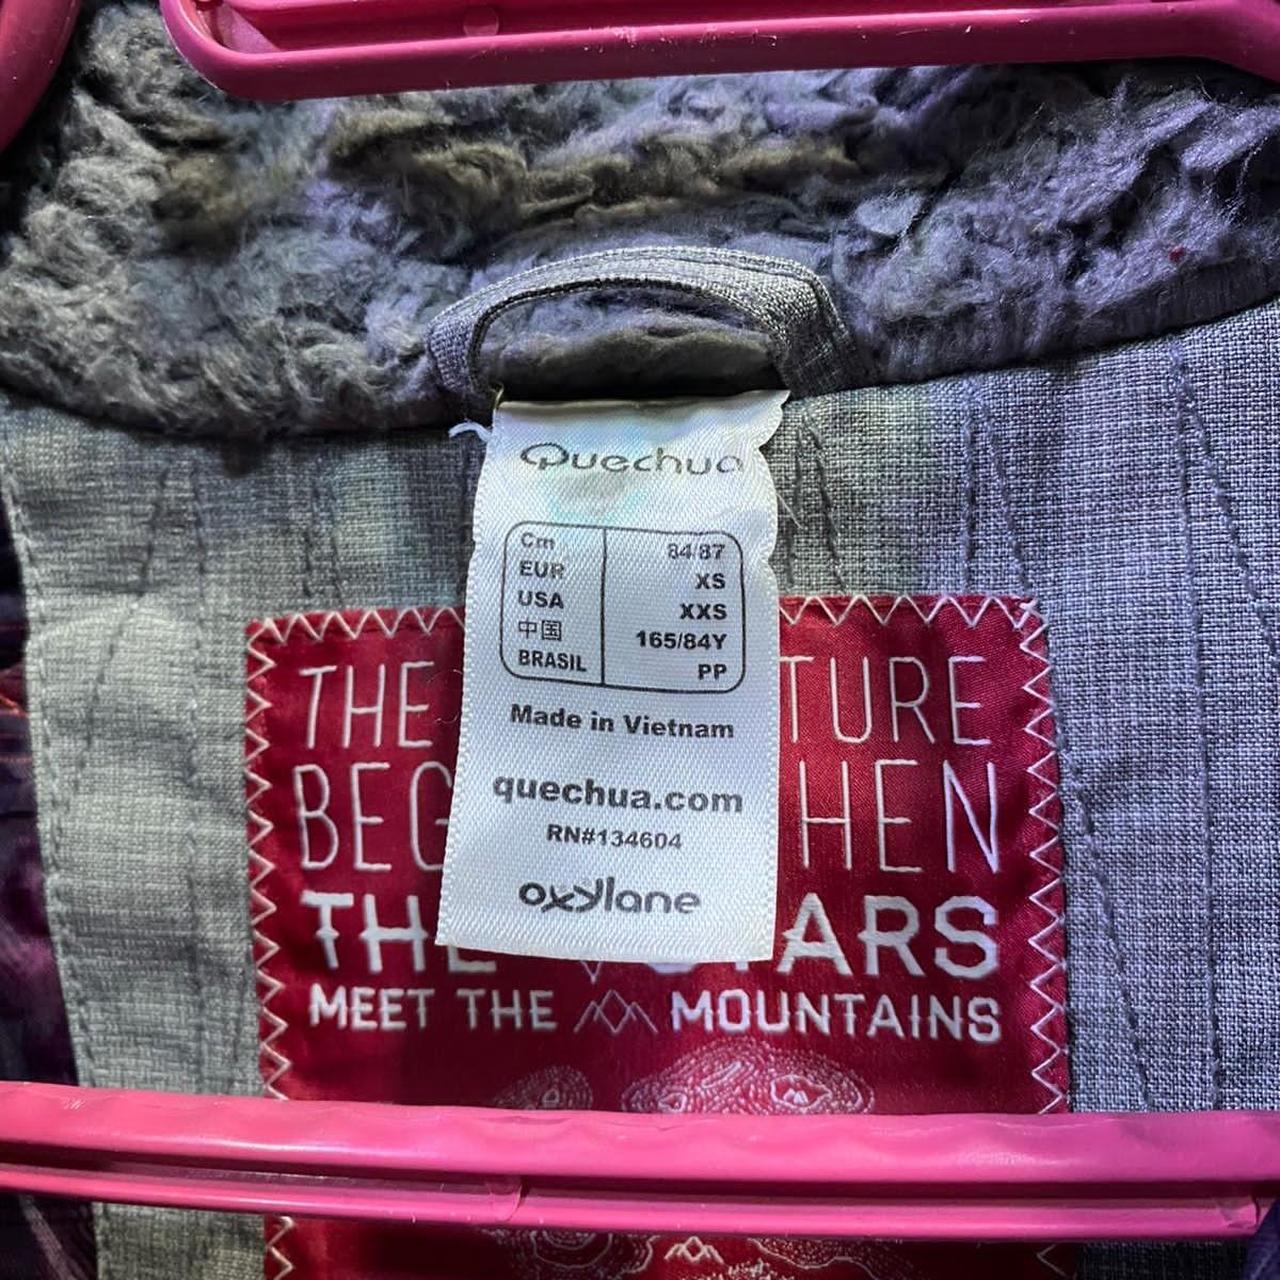 Quechua
Cm 84/87
EUR XS
USA XXS
中国 165/84Y
BRASIL PP
Made in Vietnam
quechua.com
RN#134604
oxylane
THE TURE
BEG HEN
THE STARS
MEET THE MOUNTAINS